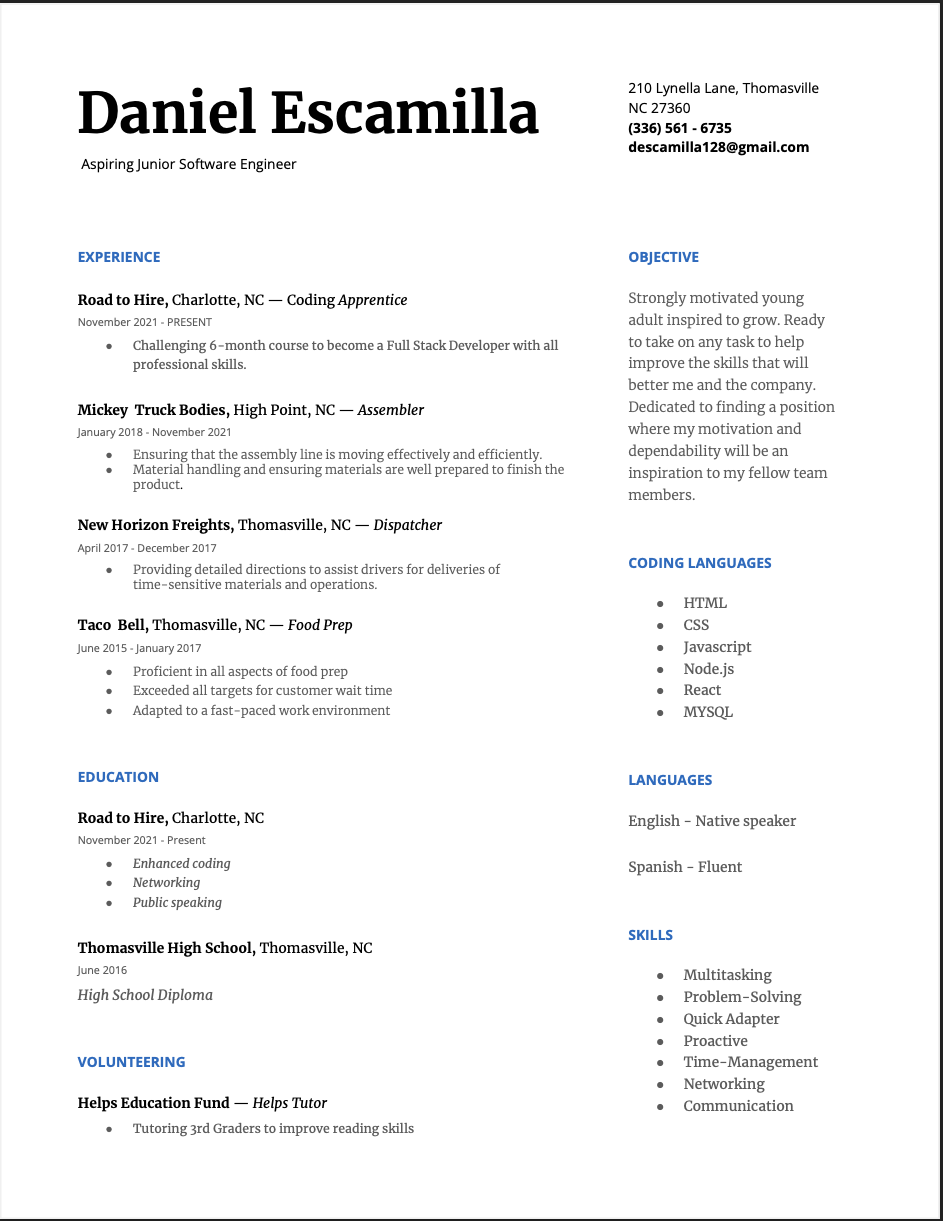 Daniel Escamilla
Aspiring Junior Software Engineer
210 Lynella Lane, Thomasville
NC 27360
(336) 561 - 6735
descamilla128@gmail.com
EXPERIENCE
Road to Hire, Charlotte, NC — Coding Apprentice
November 2021 - PRESENT
● Challenging 6-month course to become a Full Stack Developer with all
professional skills.
Mickey  Truck Bodies, High Point, NC — Assembler
January 2018 - November 2021
● Ensuring that the assembly line is moving effectively and efficiently.
● Material handling and ensuring materials are well prepared to finish the
product.
New Horizon Freights, Thomasville, NC — Dispatcher
April 2017 - December 2017
● Providing detailed directions to assist drivers for deliveries of
time-sensitive materials and operations.
Taco  Bell, Thomasville, NC — Food Prep
June 2015 - January 2017
● Proficient in all aspects of food prep
● Exceeded all targets for customer wait time
● Adapted to a fast-paced work environment
EDUCATION
Road to Hire, Charlotte, NC
November 2021 - Present
● Enhanced coding
● Networking
● Public speaking
Thomasville High School, Thomasville, NC
June 2016
High School Diploma
VOLUNTEERING
Helps Education Fund — Helps Tutor
● Tutoring 3rd Graders to improve reading skills
OBJECTIVE
Strongly motivated young
adult inspired to grow. Ready
to take on any task to help
improve the skills that will
better me and the company.
Dedicated to finding a position
where my motivation and
dependability will be an
inspiration to my fellow team
members.
CODING LANGUAGES
● HTML
● CSS
● Javascript
● Node.js
● React
● MYSQL
LANGUAGES
English - Native speaker
Spanish - Fluent
SKILLS
● Multitasking
● Problem-Solving
● Quick Adapter
● Proactive
● Time-Management
● Networking
● Communication